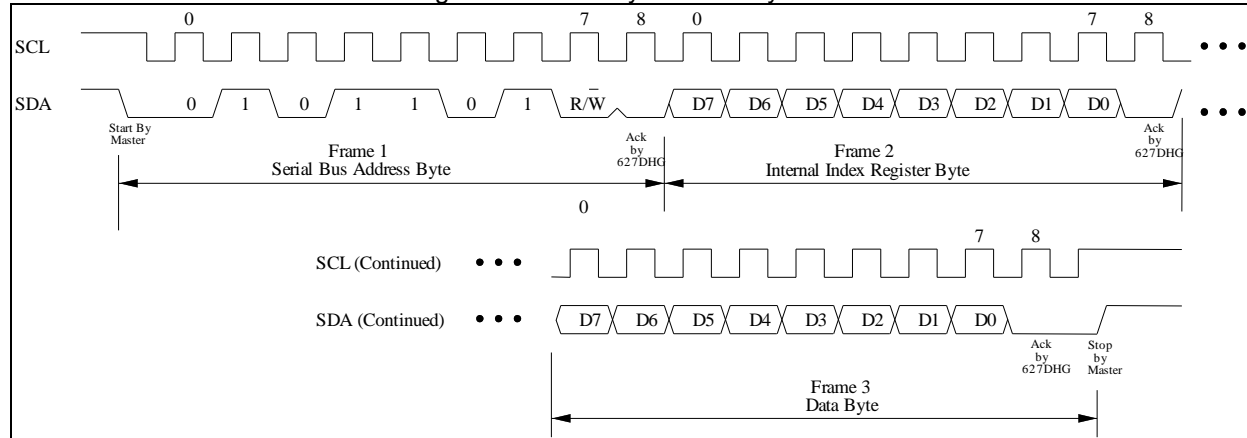 0 7 8 0 7 8
SCL
SDA 0 1 0 1 1 0 1 R/W D7 D6 D5 D4 D3 D2 D1 D0
Start By
Master
Ack
by
627DHG
Ack
by
627DHG
Frame 1
Serial Bus Address Byte
Frame 2
Internal Index Register Byte
0
7 8
SCL (Continued)
SDA (Continued) D7 D6 D5 D4 D3 D2 D1 D0
Ack
by
627DHG
Stop
by
Master
Frame 3
Data Byte